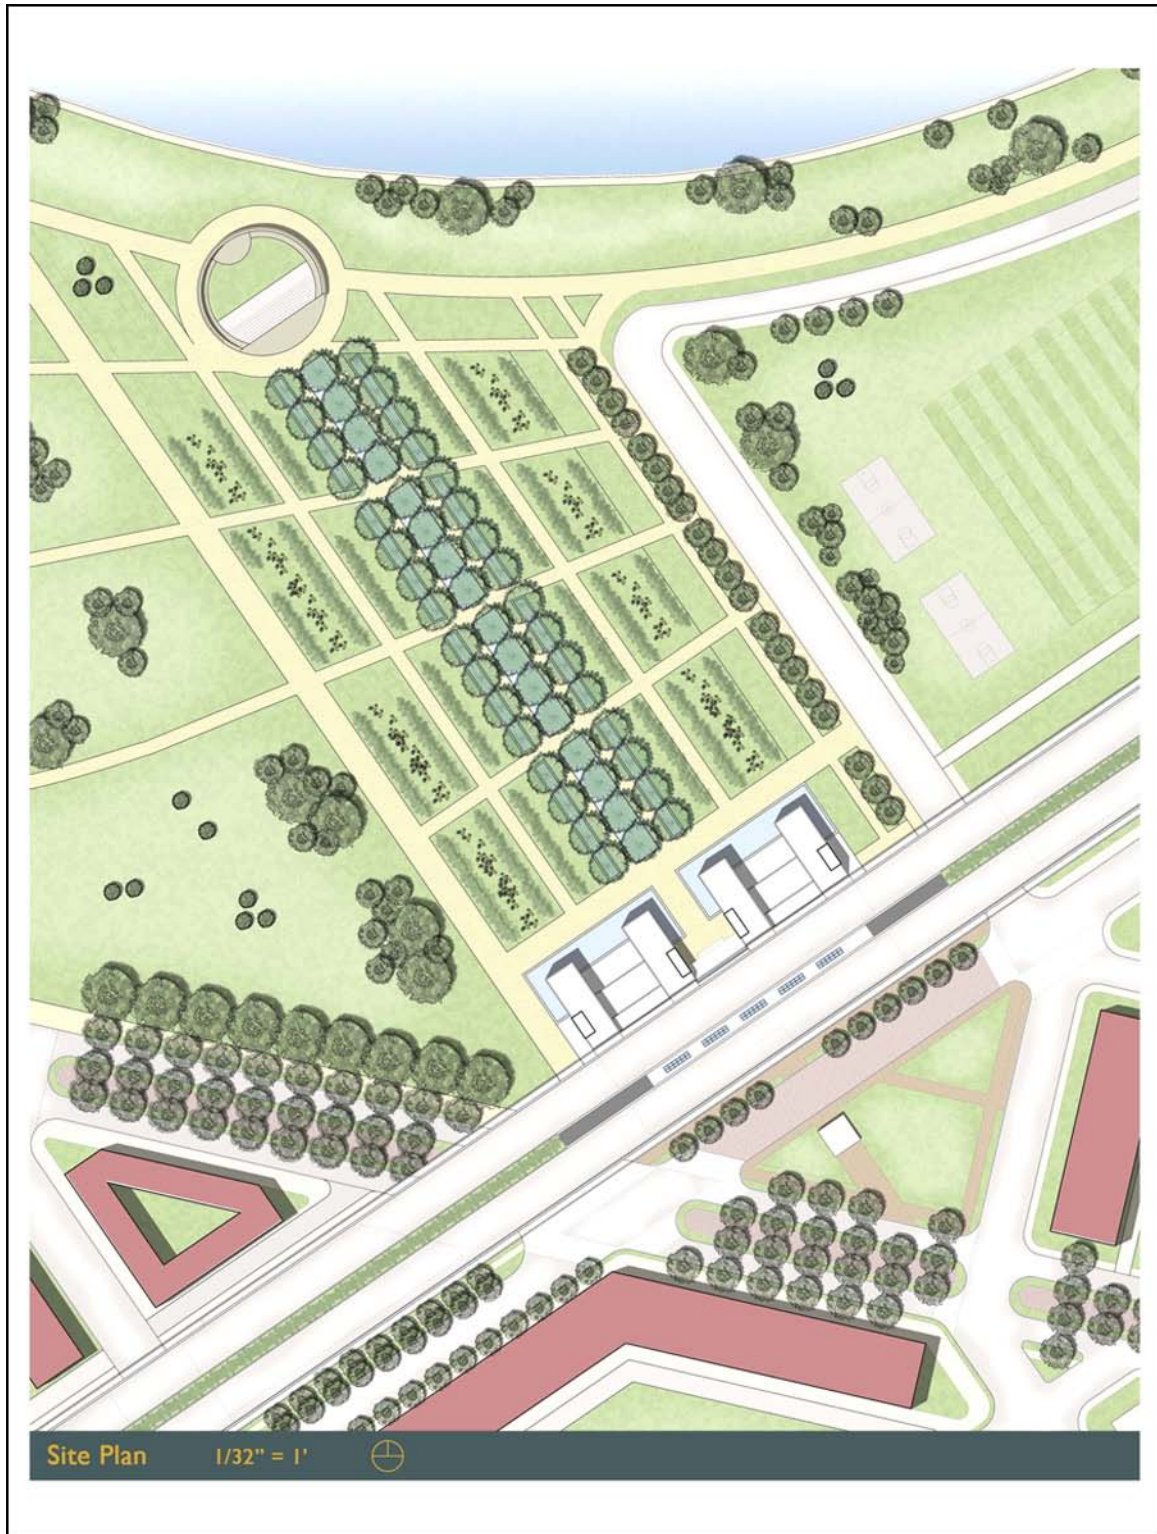 Site Plan 1/32” = 1'